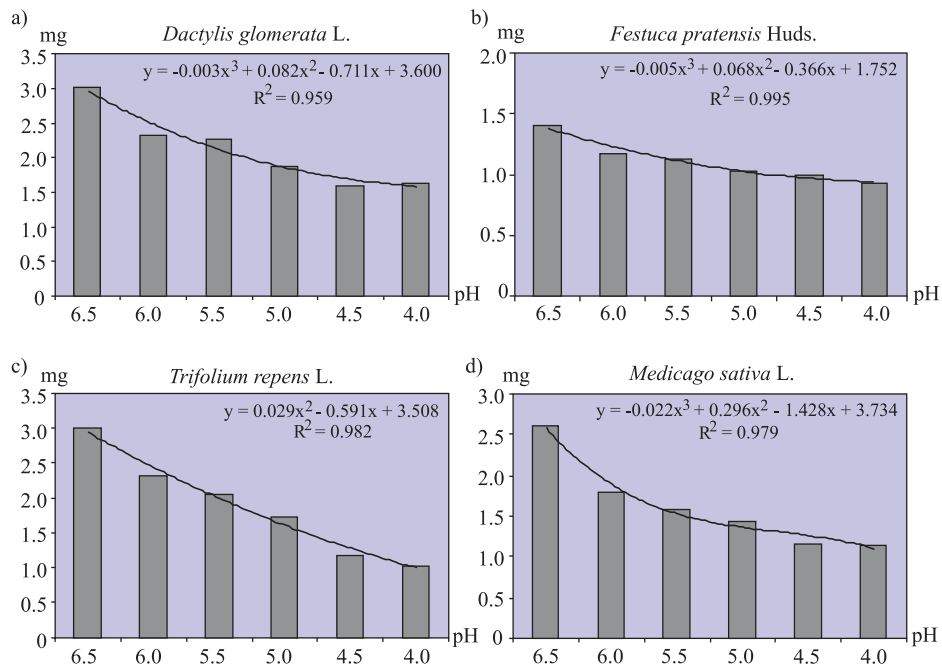 a)
mg
Dactylis glomerata L.
y = -0.003x³ + 0.082x² - 0.711x + 3.600
R² = 0.959
3.5
3.0
2.5
2.0
1.5
1.0
0.5
0
6.5 6.0 5.5 5.0 4.5 4.0
pH
b)
mg
Festuca pratensis Huds.
y = -0.005x³ + 0.068x² - 0.366x + 1.752
R² = 0.995
2.0
1.5
1.0
0.5
0
6.5 6.0 5.5 5.0 4.5 4.0
pH
c)
mg
Trifolium repens L.
y = 0.029x² - 0.591x + 3.508
R² = 0.982
3.5
3.0
2.5
2.0
1.5
1.0
0.5
0
6.5 6.0 5.5 5.0 4.5 4.0
pH
d)
mg
Medicago sativa L.
y = -0.022x³ + 0.296x² - 1.428x + 3.734
R² = 0.979
3.0
2.5
2.0
1.5
1.0
0.5
0
6.5 6.0 5.5 5.0 4.5 4.0
pH